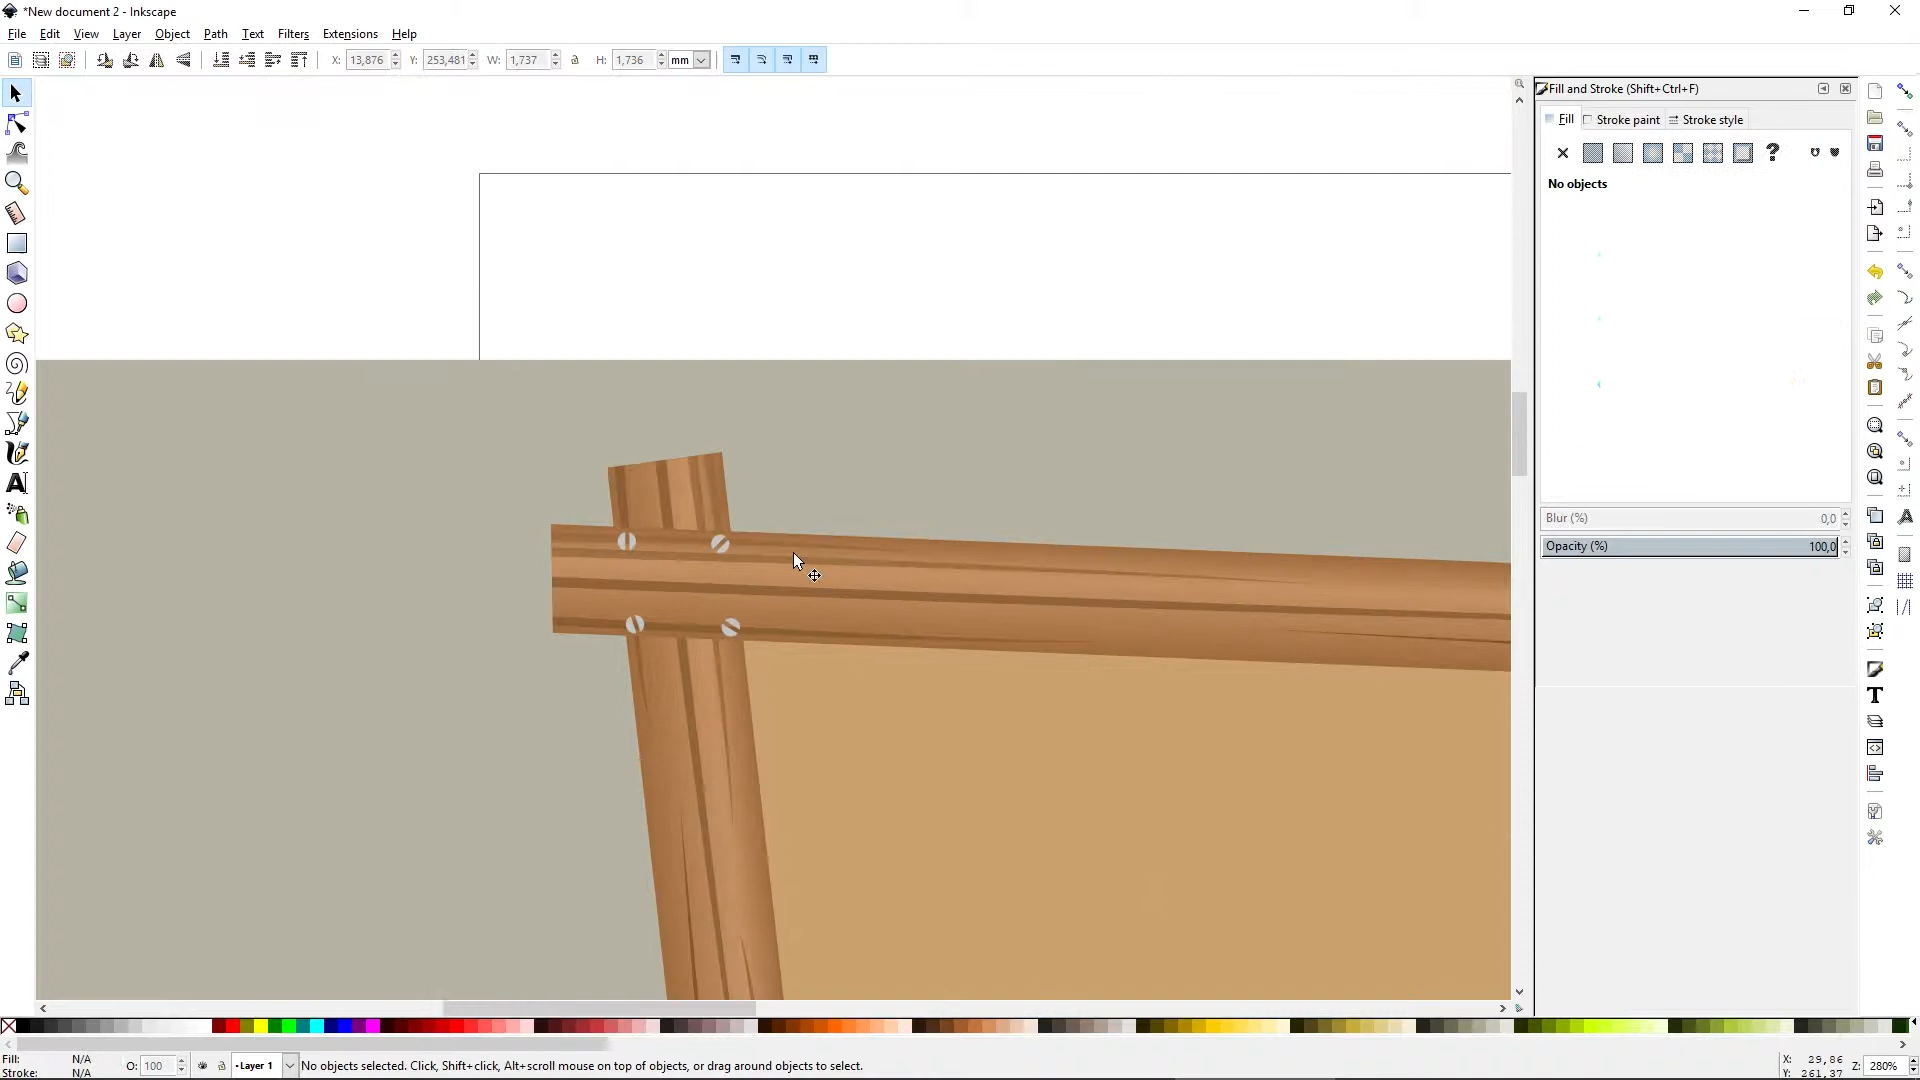 *New document 2 - Inkscape
File Edit View Layer Object Path Text Filters Extensions Help
X: 13,876 Y: 253,481 W: 1,737 H: 1,736 mm
Fill and Stroke (Shift+Ctrl+F)
Fill Stroke paint Stroke style
No objects
Blur (%) 0,0
Opacity (%) 100,0
Fill: N/A
Stroke: N/A
O: 100
•Layer 1
No objects selected. Click, Shift+click, Alt+scroll mouse on top of objects, or drag around objects to select.
X: 29,86
Y: 261,37
Z: 280%